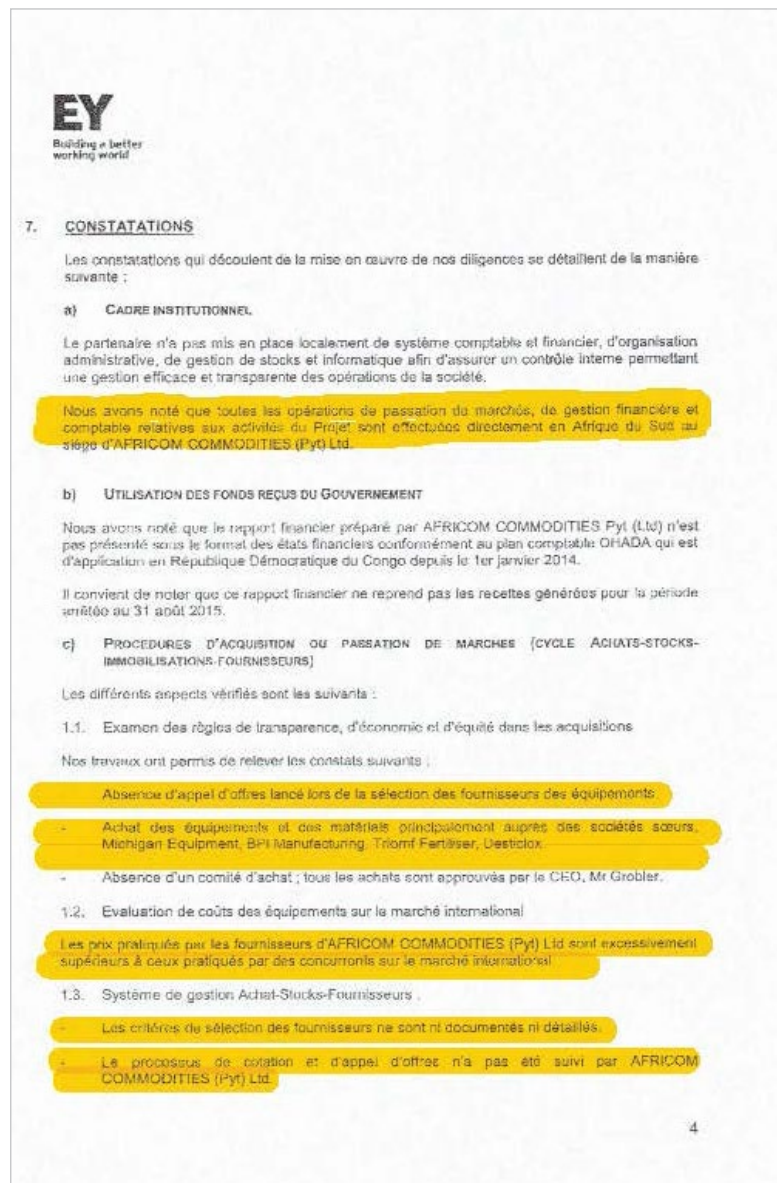 EY
Building a better
working world
7. CONSTATATIONS
Les constatations qui découlent de la mise en œuvre de nos diligences se détaillent de la manière
suivante :
a) CADRE INSTITUTIONNEL
Le partenaire n'a pas mis en place localement de système comptable et financier, d'organisation
administrative, de gestion de stocks et informatique afin d'assurer un contrôle interne permettant
une gestion efficace et transparente des opérations de la société.
Nous avons noté que toutes les opérations de passation du marchés, de gestion financière et
comptable relatives aux activités du Projet sont effectuées directement en Afrique du Sud au
siège d'AFRICOM COMMODITIES (Pyt) Ltd.
b) UTILISATION DES FONDS REÇUS DU GOUVERNEMENT
Nous avons noté que le rapport financier préparé par AFRICOM COMMODITIES Pyt (Ltd) n'est
pas présenté sous le format des états financiers conformément au plan comptable OHADA qui est
d'application en République Démocratique du Congo depuis le 1er janvier 2014.
Il convient de noter que ce rapport financier ne reprend pas les recettes générées pour la période
arrêtée au 31 août 2015.
c) PROCEDURES D'ACQUISITION OU PASSATION DE MARCHES (CYCLE ACHATS-STOCKS-
IMMOBILISATIONS-FOURNISSEURS)
Les différents aspects vérifiés sont les suivants :
1.1. Examen des règles de transparence, d'économie et d'équité dans les acquisitions
Nos travaux ont permis de relever les constats suivants :
Absence d'appel d'offres lancé lors de la sélection des fournisseurs des équipements
- Achat des équipements et des matériels principalement auprès des sociétés sœurs,
Michigan Equipment, BPI Manufacturing, Triomf Fertiliser, Desticlox.
- Absence d'un comité d'achat ; tous les achats sont approuvés par le CEO, Mr Grobler.
1.2. Evaluation de coûts des équipements sur le marché international
Les prix pratiqués par les fournisseurs d'AFRICOM COMMODITIES (Pyt) Ltd sont excessivement
supérieurs à ceux pratiqués par des concurrents sur le marché international
1.3. Système de gestion Achat-Stocks-Fournisseurs .
- Les critères de sélection des fournisseurs ne sont ni documentés ni détaillés.
- Le processus de cotation et d'appel d'offres n'a pas été suivi par AFRICOM
COMMODITIES (Pyt) Ltd.
4